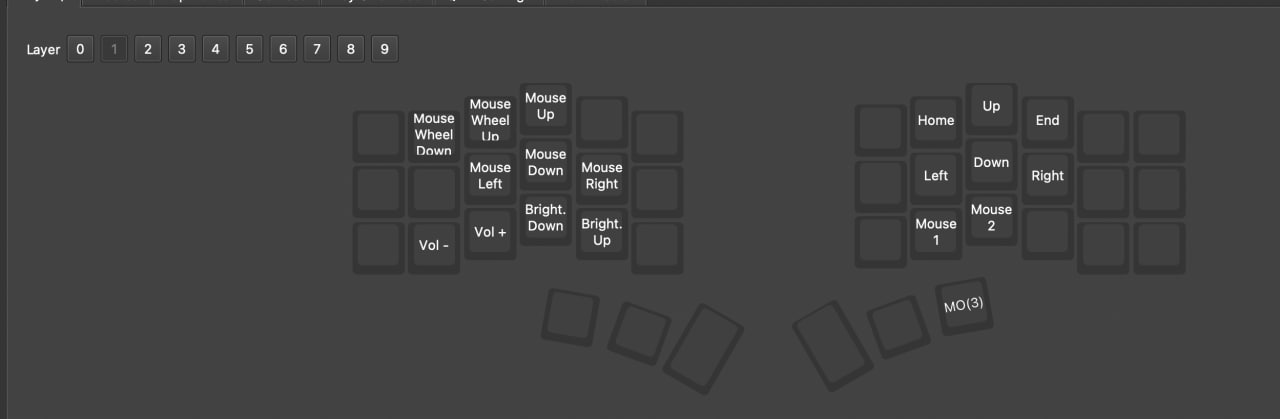 Layer 0 1 2 3 4 5 6 7 8 9
Mouse
Wheel
Down
Mouse
Wheel
Up
Mouse
Up
Home
Up
End
Mouse
Left
Mouse
Down
Mouse
Right
Left
Down
Right
Vol -
Vol +
Bright.
Down
Bright.
Up
Mouse
1
Mouse
2
MO(3)